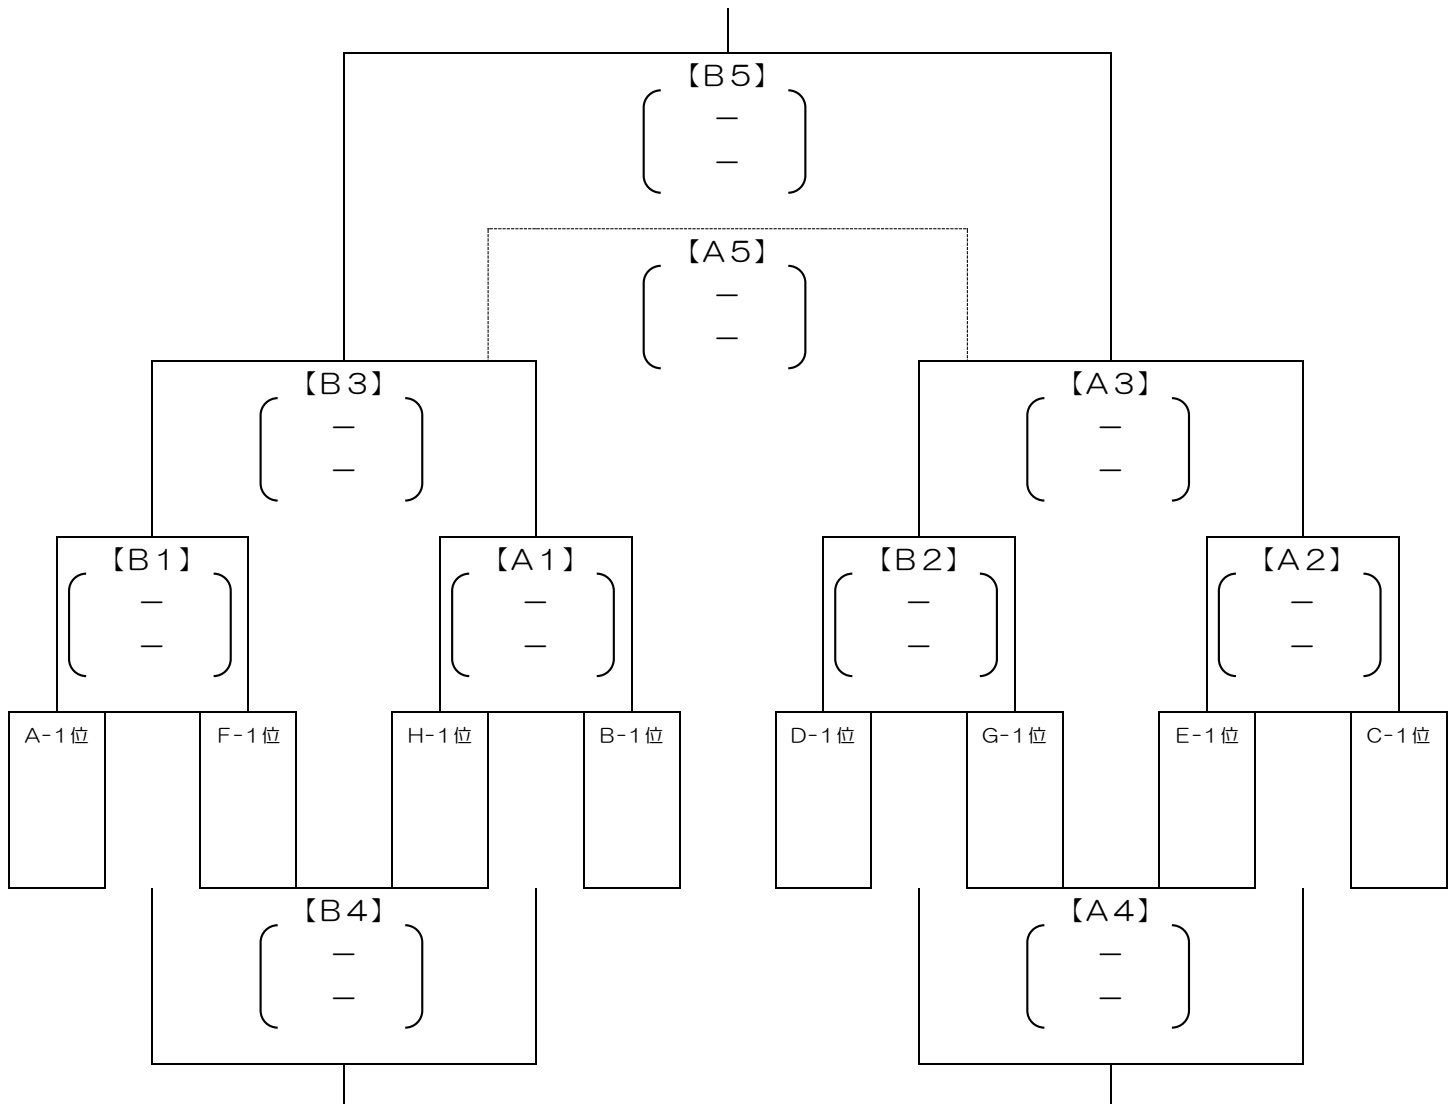 【B5】
－
－
【A5】
－
－
【B3】 【A3】
－ －
－ －
【B1】 【A1】 【B2】 【A2】
－ － － －
－ － － －
A-1位 F-1位 H-1位 B-1位 D-1位 G-1位 E-1位 C-1位
【B4】 【A4】
－ －
－ －